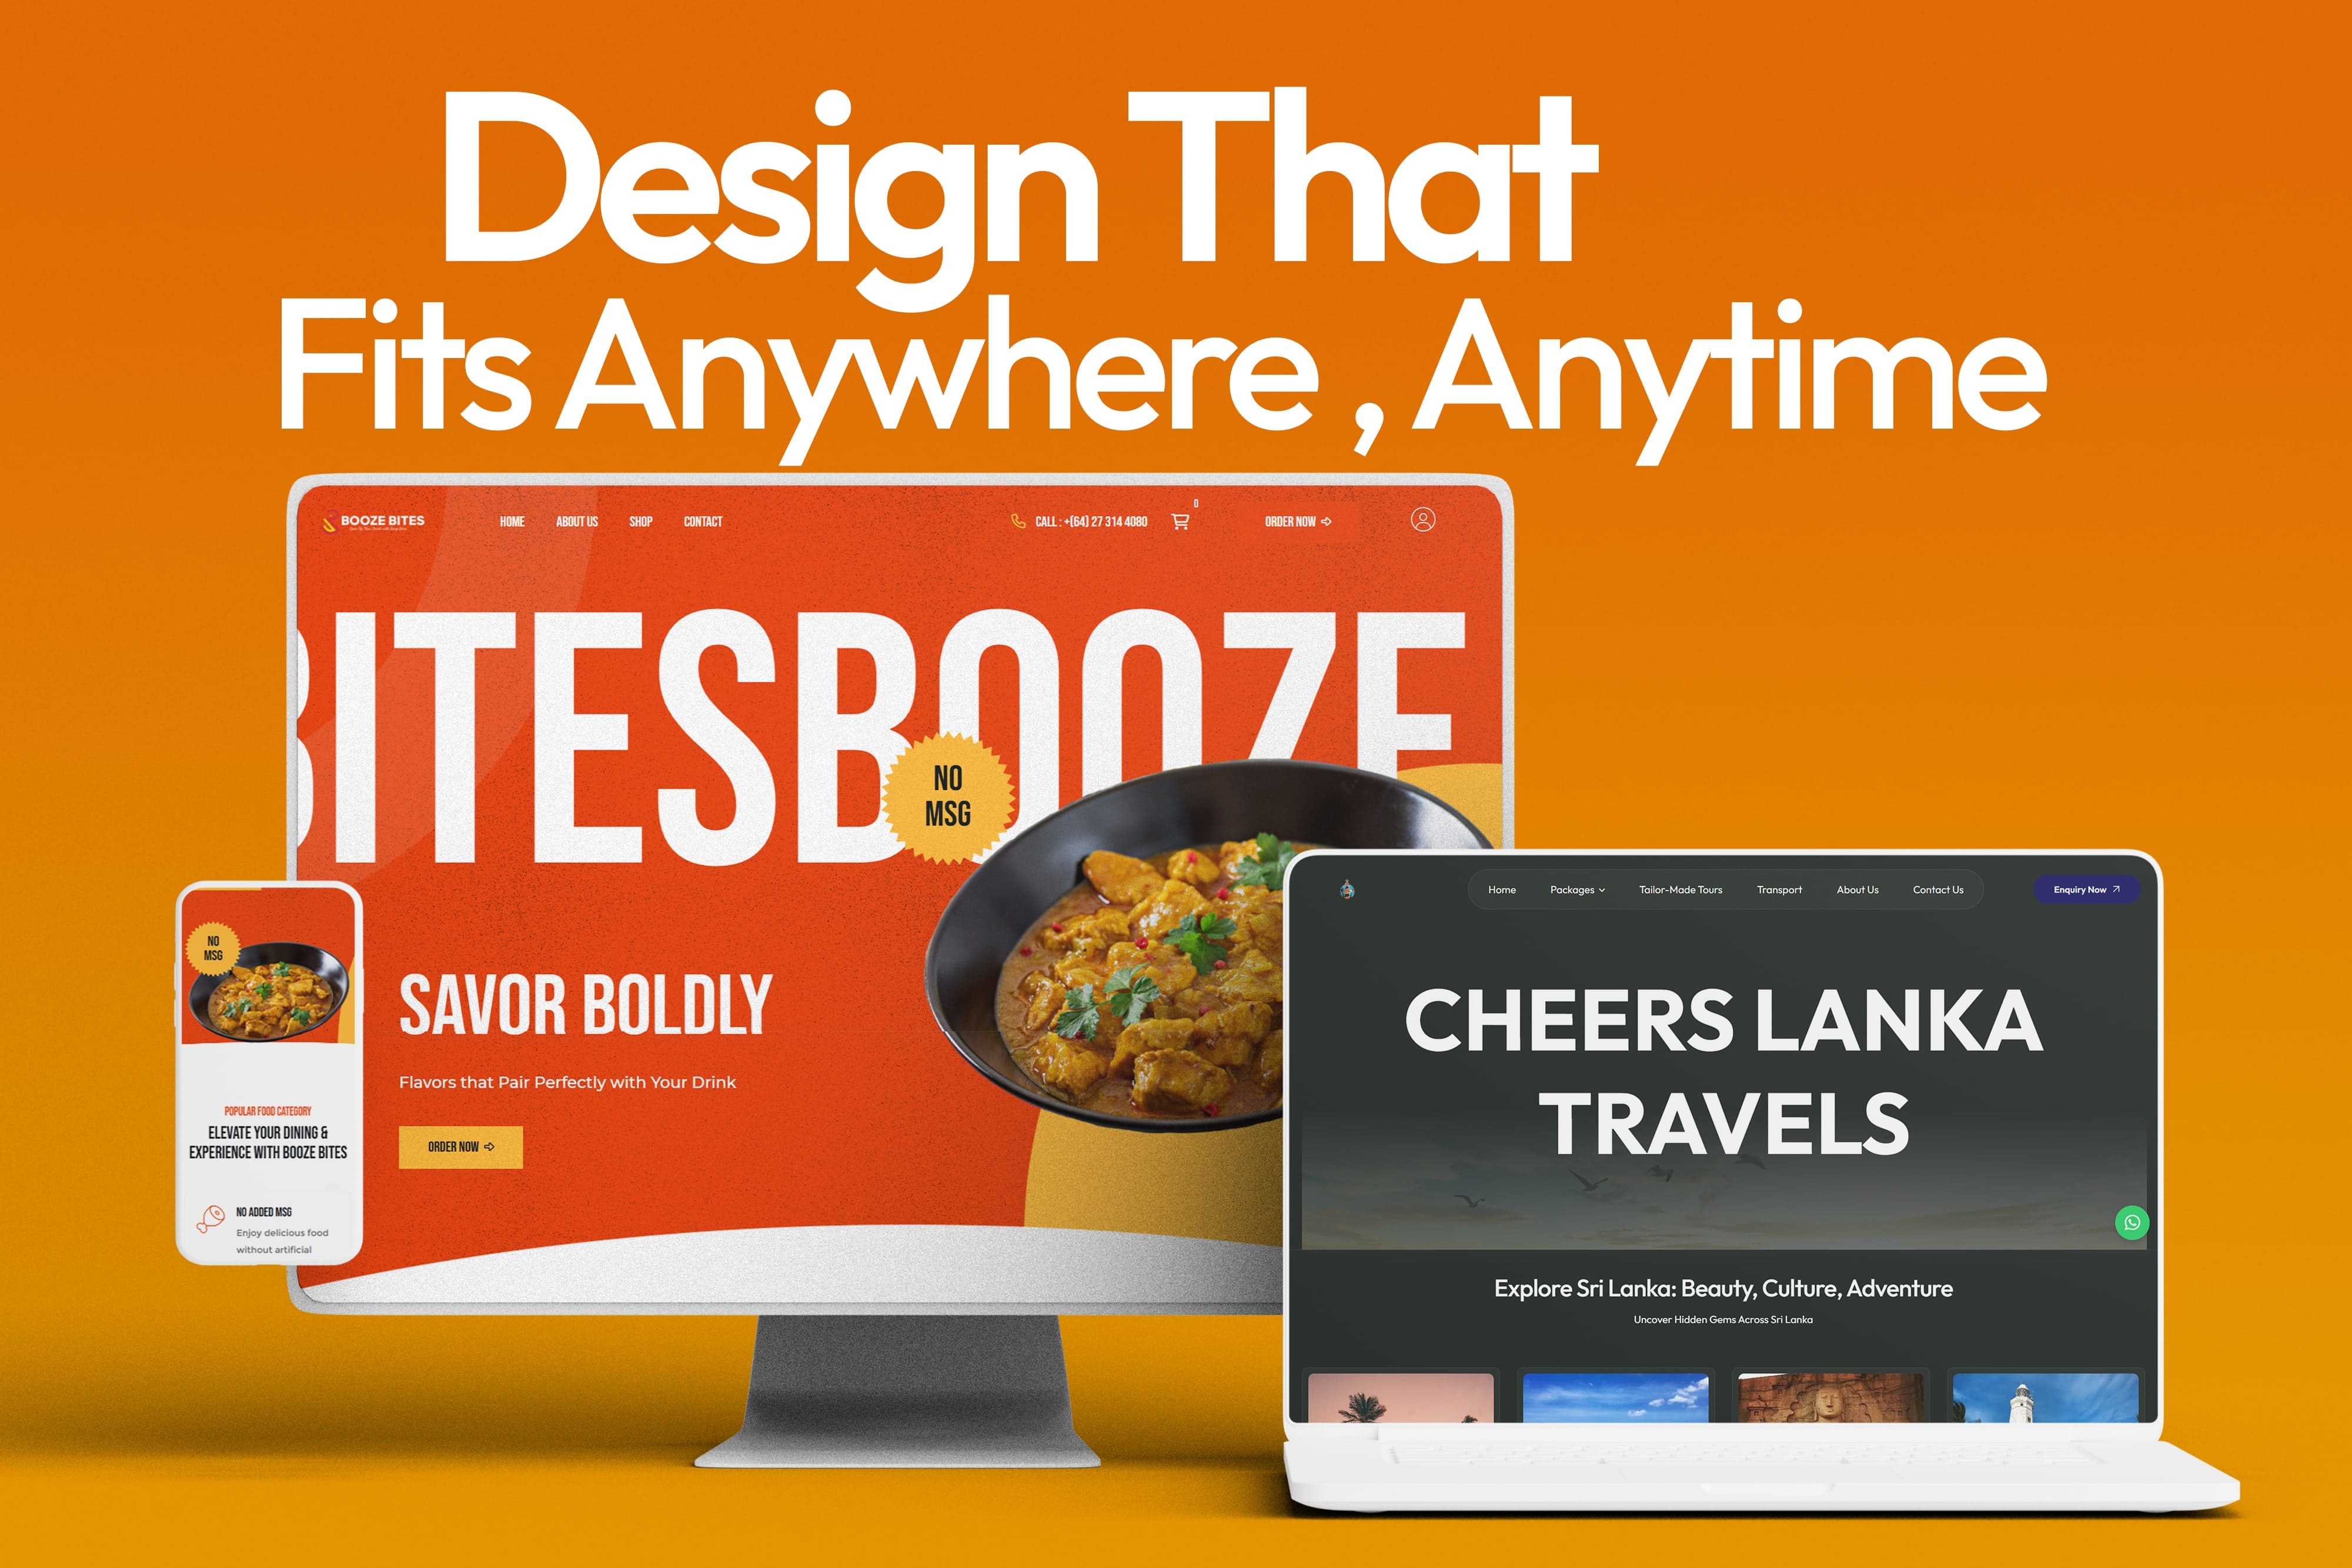 Design That
Fits Anywhere , Anytime
BOOZE BITES
HOME
ABOUT US
SHOP
CONTACT
CALL : +(64) 27 314 4080
0
ORDER NOW
BITESBOOZE
NO
MSG
SAVOR BOLDLY
Flavors that Pair Perfectly with Your Drink
ORDER NOW
NO
MSG
POPULAR FOOD CATEGORY
ELEVATE YOUR DINING &
EXPERIENCE WITH BOOZE BITES
NO ADDED MSG
Enjoy delicious food
without artificial
Home
Packages
Tailor-Made Tours
Transport
About Us
Contact Us
Enquiry Now
CHEERS LANKA
TRAVELS
Explore Sri Lanka: Beauty, Culture, Adventure
Uncover Hidden Gems Across Sri Lanka